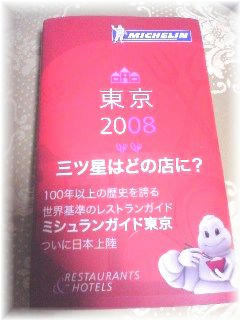 MICHELIN
東京
2008
三ツ星はどの店に?
100年以上の歴史を誇る
世界基準のレストランガイド
ミシュランガイド東京
ついに日本上陸
RESTAURANTS
& HOTELS